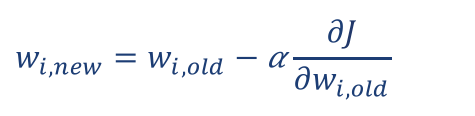 w_{i,new} = w_{i,old} − α ∂J/∂w_{i,old}